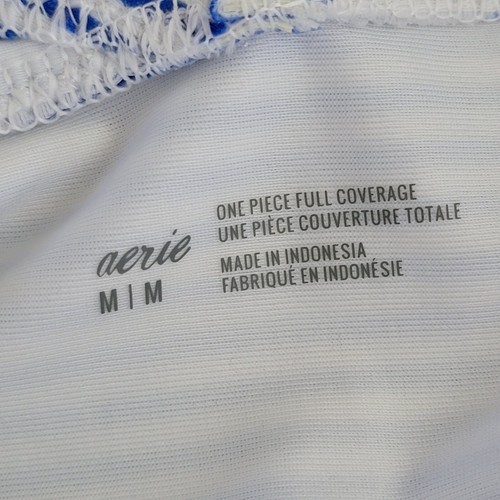 aerie
M | M
ONE PIECE FULL COVERAGE
UNE PIÈCE COUVERTURE TOTALE
MADE IN INDONESIA
FABRIQUÉ EN INDONÉSIE